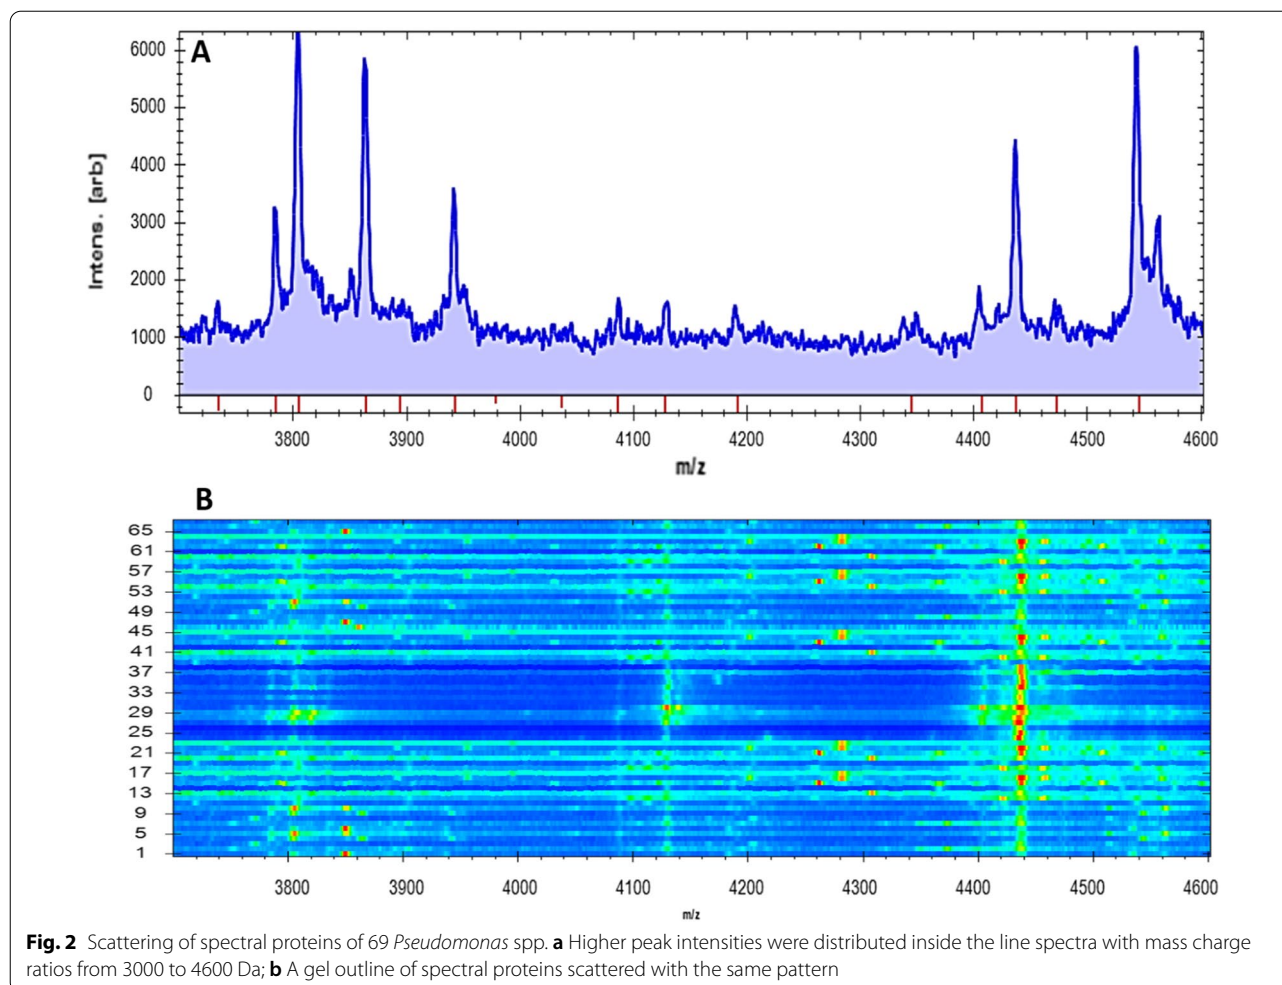 A
6000
5000
4000
3000
2000
1000
0
Intens. [arb]
3800 3900 4000 4100 4200 4300 4400 4500 4600
m/z
B
65
61
57
53
49
45
41
37
33
29
25
21
17
13
9
5
1
3800 3900 4000 4100 4200 4300 4400 4500 4600
m/z
Fig. 2 Scattering of spectral proteins of 69 Pseudomonas spp. a Higher peak intensities were distributed inside the line spectra with mass charge
ratios from 3000 to 4600 Da; b A gel outline of spectral proteins scattered with the same pattern